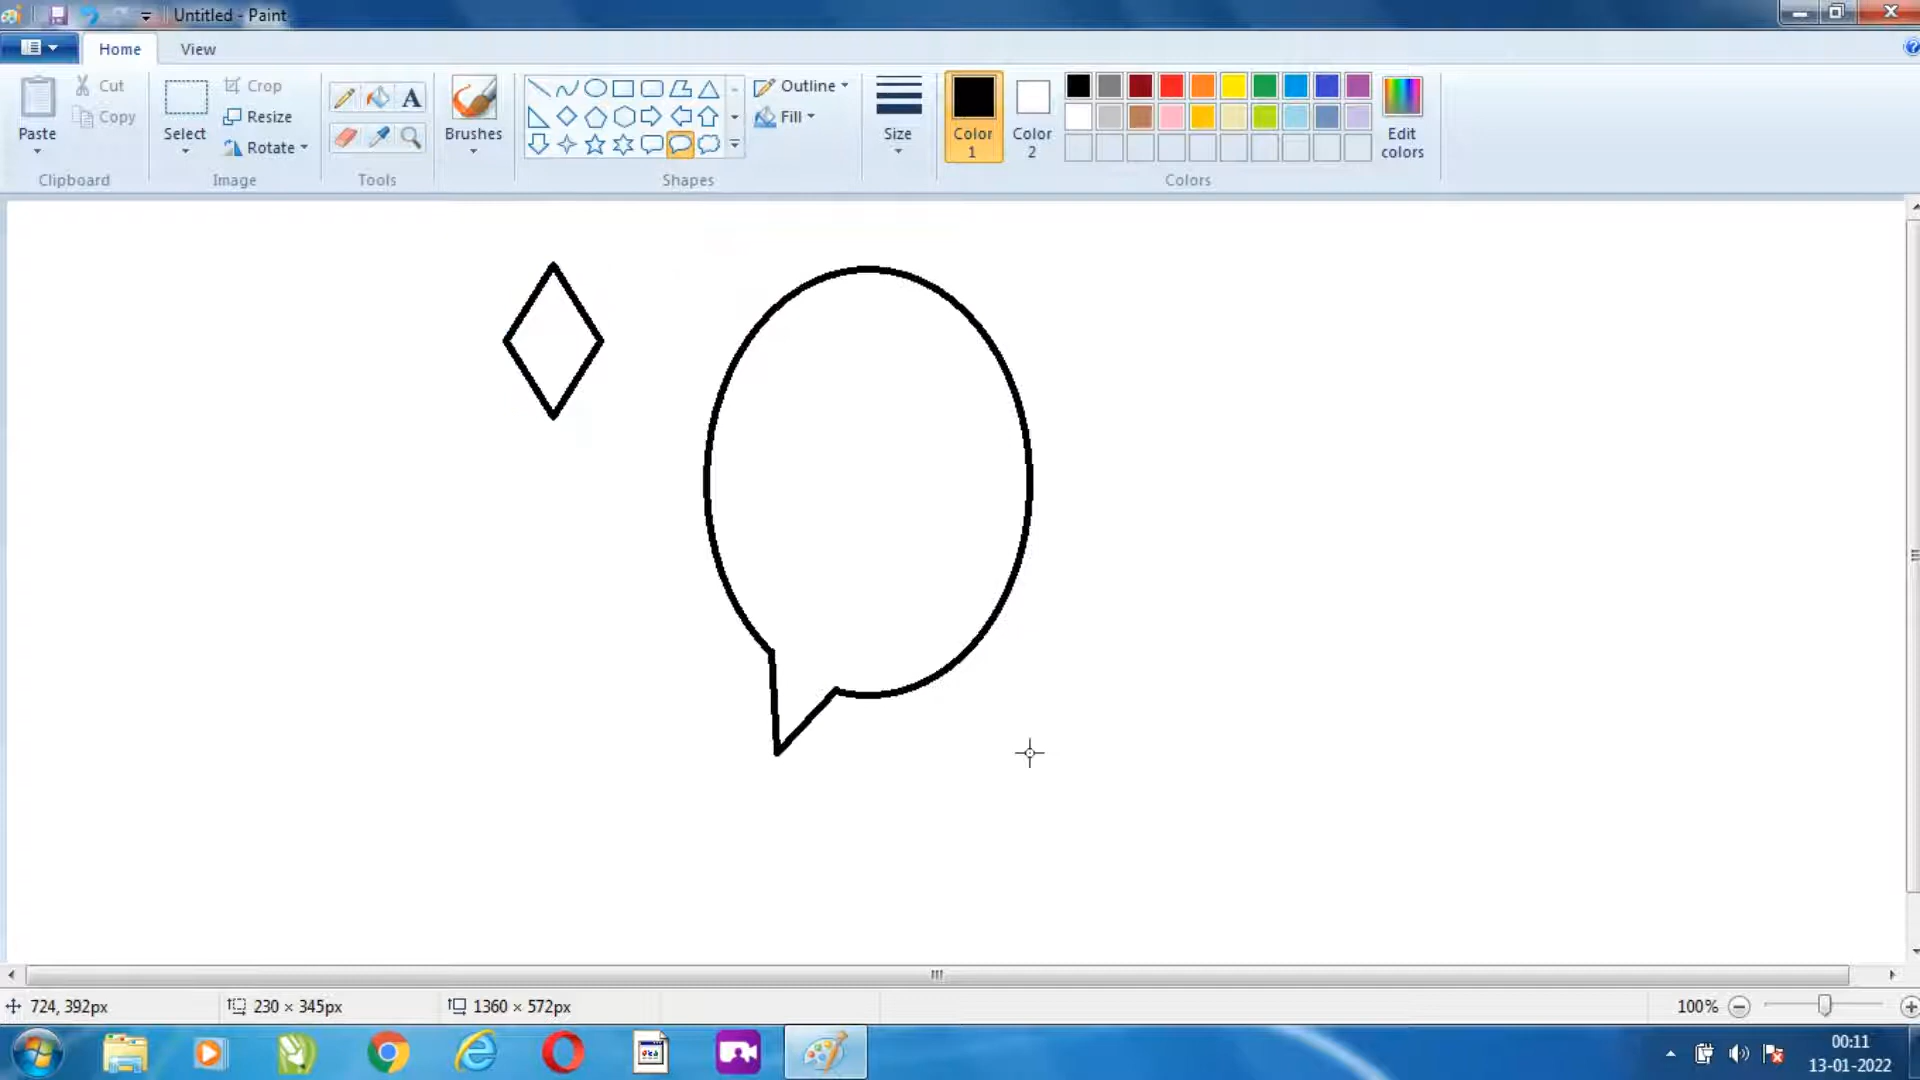 Untitled - Paint
Home View
Paste
Cut
Copy
Clipboard
Select
Crop
Resize
Rotate
Image
A
Tools
Brushes
Outline
Fill
Shapes
Size
Color 1
Color 2
Edit colors
Colors
724, 392px
230 × 345px
1360 × 572px
100%
00:11
13-01-2022